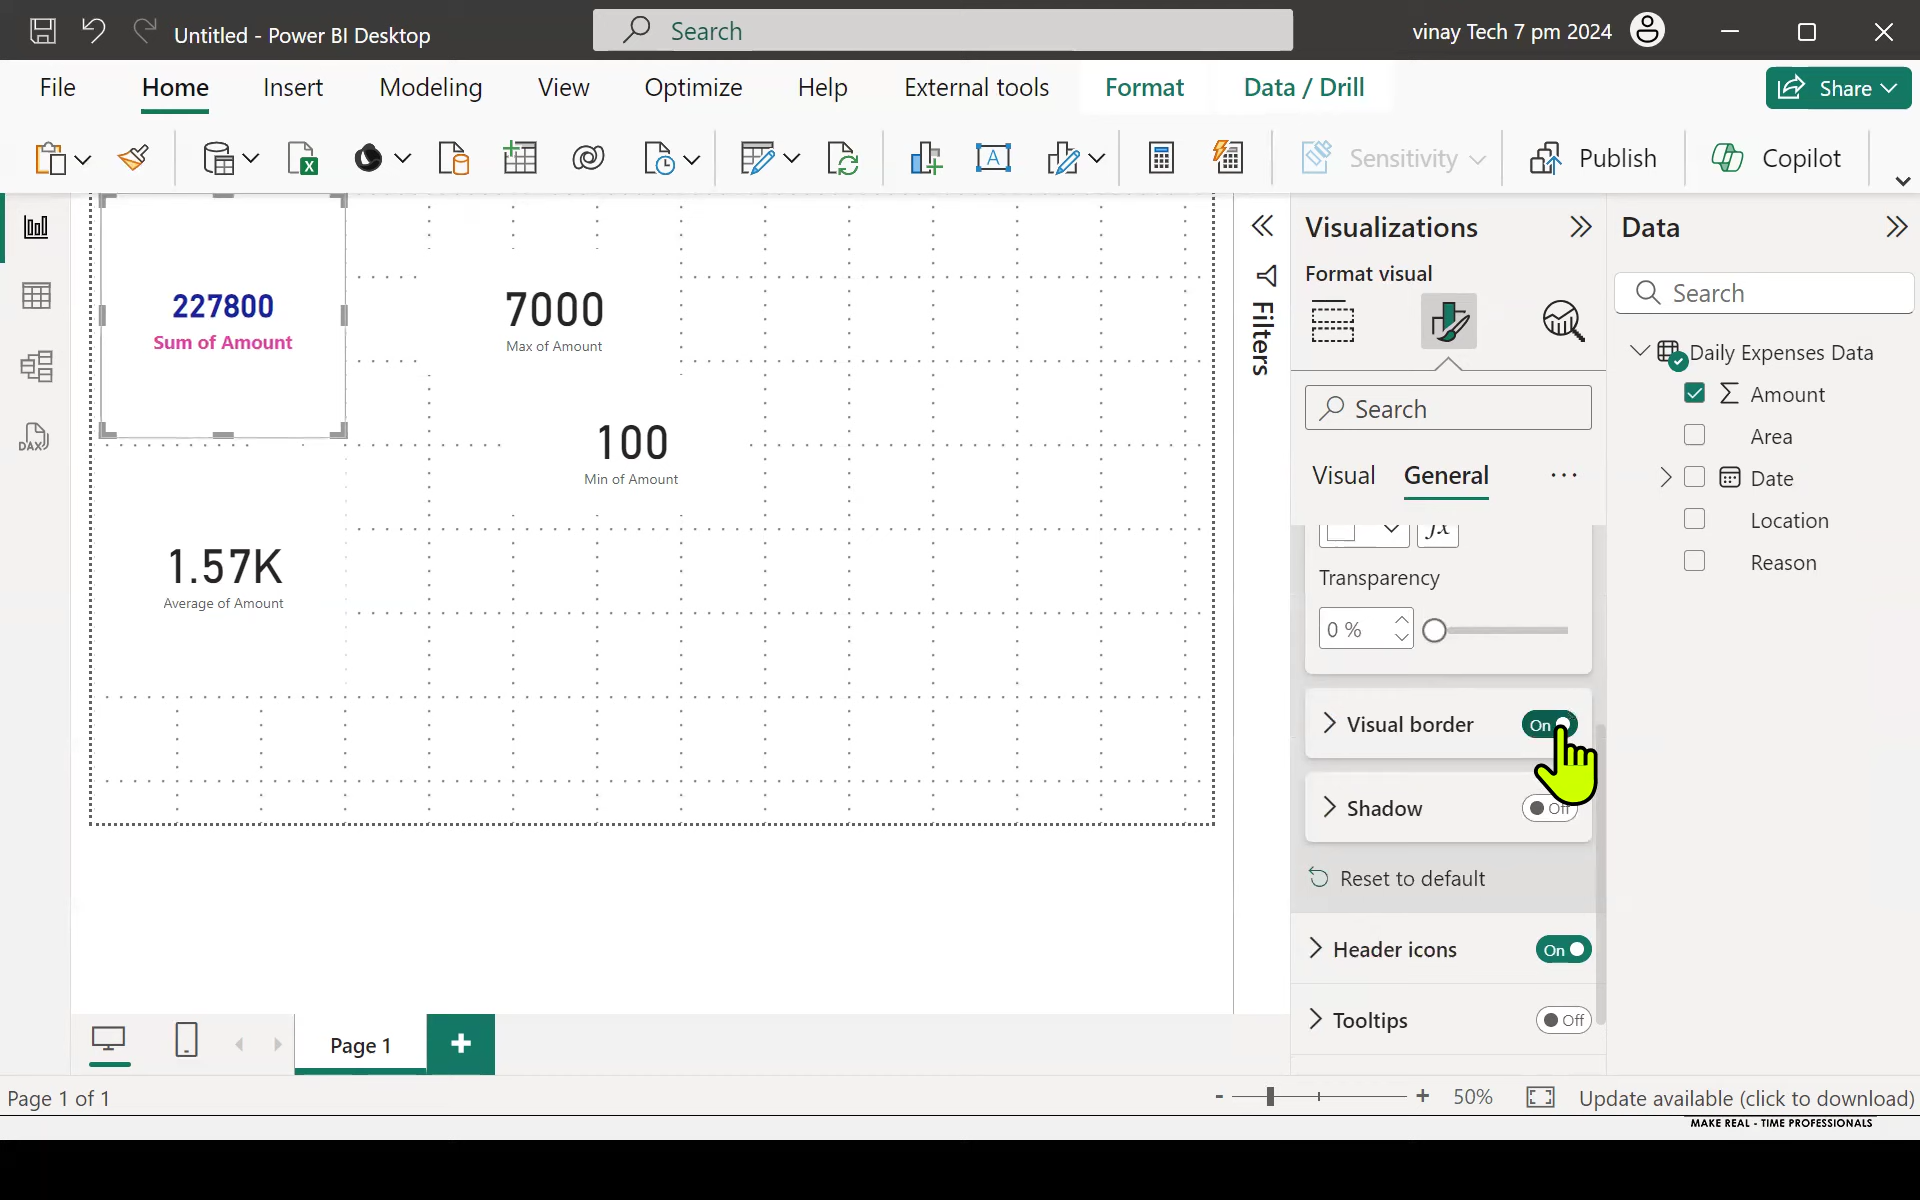 Untitled - Power BI Desktop
Search
vinay Tech 7 pm 2024
File Home Insert Modeling View Optimize Help External tools Format Data / Drill
Share
Sensitivity
Publish
Copilot
227800
Sum of Amount
7000
Max of Amount
100
Min of Amount
1.57K
Average of Amount
Filters
Visualizations
Format visual
Search
Visual General ...
fx
Transparency
0 %
Visual border On
Shadow Off
Reset to default
Header icons On
Tooltips Off
Data
Search
Daily Expenses Data
Σ Amount
Area
Date
Location
Reason
DAX
Page 1
+
Page 1 of 1
- + 50%
Update available (click to download)
MAKE REAL - TIME PROFESSIONALS